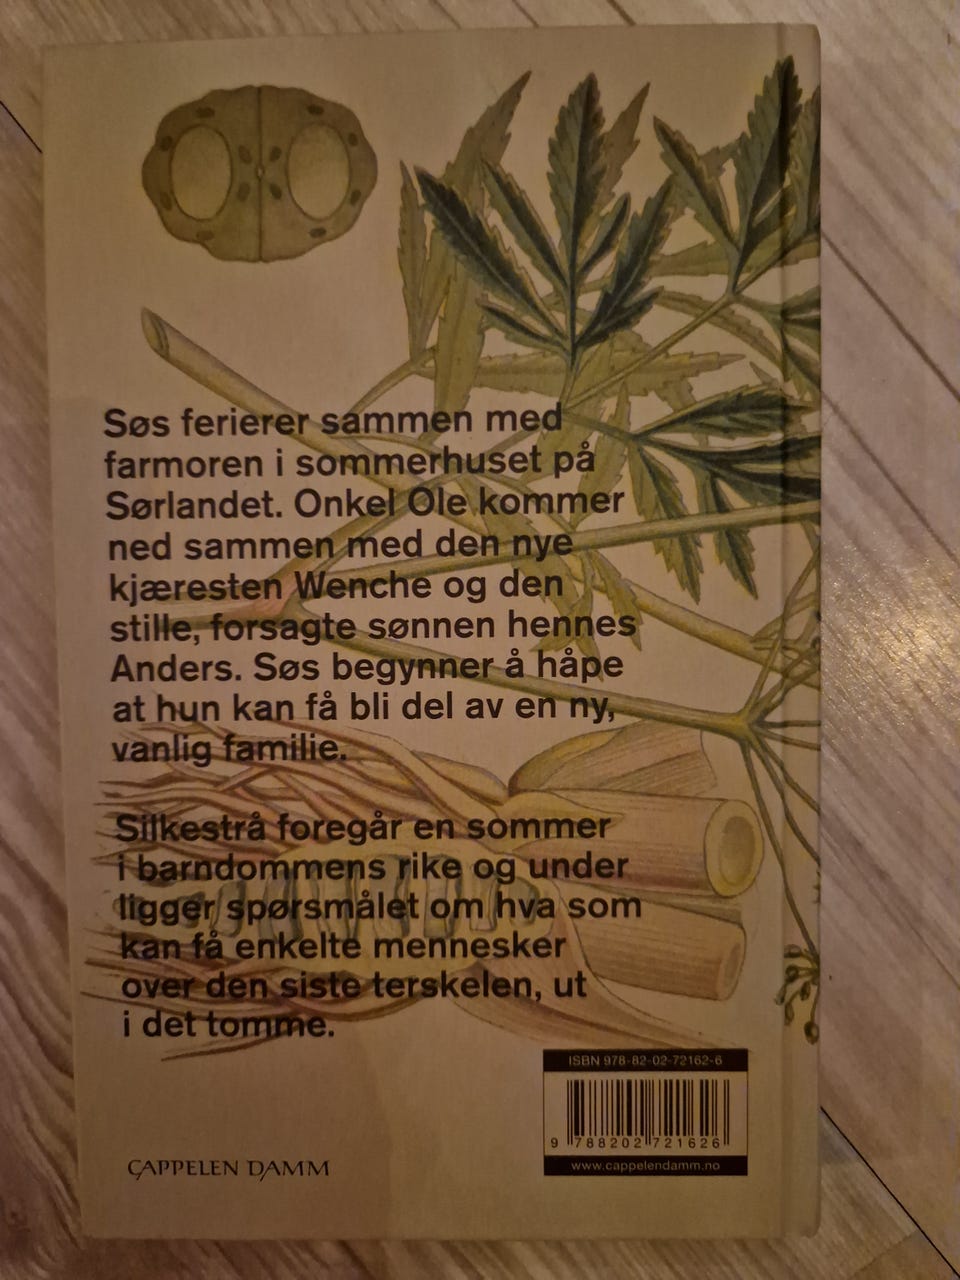 Søs ferierer sammen med
farmoren i sommerhuset på
Sørlandet. Onkel Ole kommer
ned sammen med den nye
kjæresten Wenche og den
stille, forsagte sønnen hennes
Anders. Søs begynner å håpe
at hun kan få bli del av en ny,
vanlig familie.
Silkestrå foregår en sommer
i barndommens rike og under
ligger spørsmålet om hva som
kan få enkelte mennesker
over den siste terskelen, ut
i det tomme.
ISBN 978-82-02-72162-6
9 788202 721626
www.cappelendamm.no
CAPPELEN DAMM